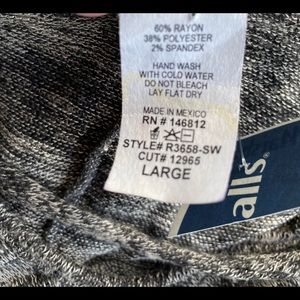 60% RAYON
38% POLYESTER
2% SPANDEX
HAND WASH
WITH COLD WATER
DO NOT BLEACH
LAY FLAT DRY
MADE IN MEXICO
RN # 146812
STYLE# R3658-SW
CUT# 12965
LARGE
alls®